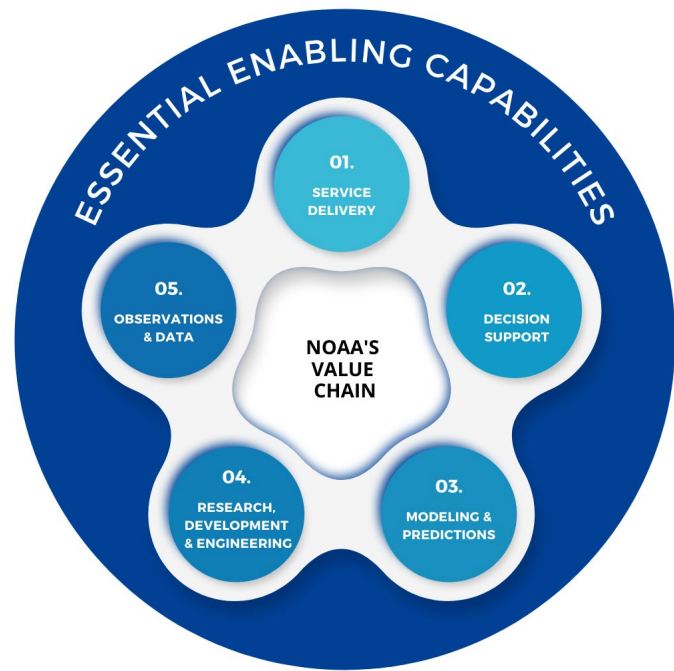 ESSENTIAL ENABLING CAPABILITIES
01.
SERVICE
DELIVERY
02.
DECISION
SUPPORT
03.
MODELING &
PREDICTIONS
04.
RESEARCH,
DEVELOPMENT
& ENGINEERING
05.
OBSERVATIONS
& DATA
NOAA'S
VALUE
CHAIN